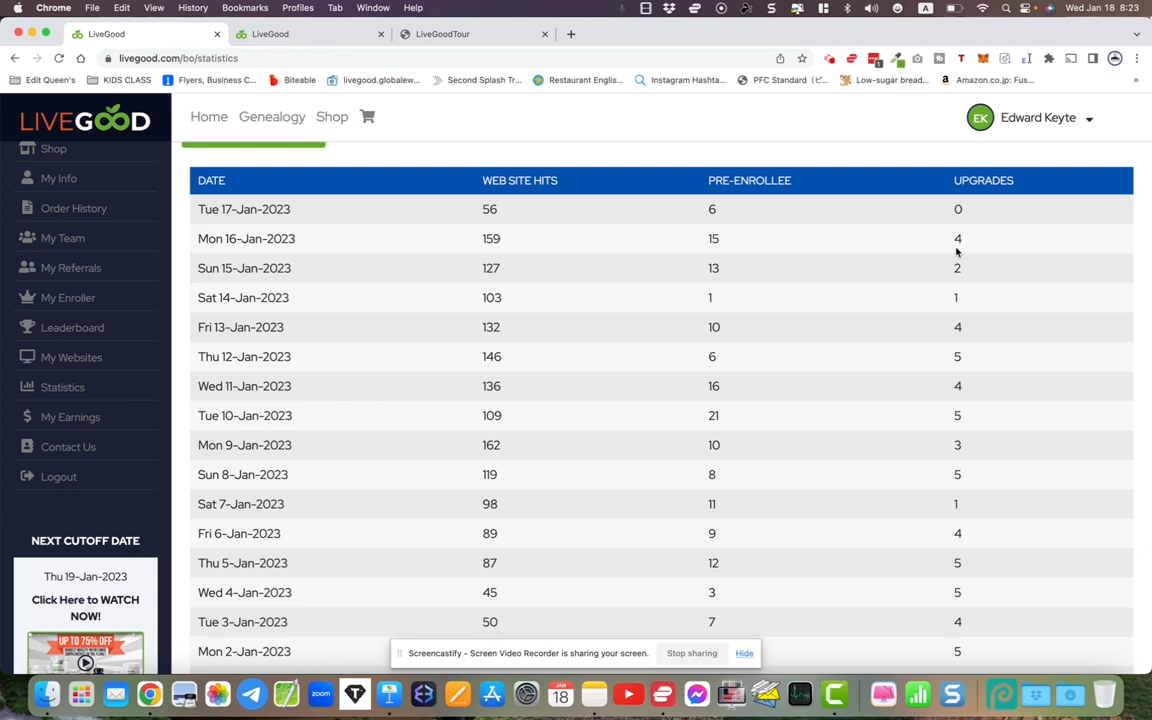 Chrome File Edit View History Bookmarks Profiles Tab Window Help Wed Jan 18 8:23
LiveGood LiveGood LiveGoodTour
livegood.com/bo/statistics
Edit Queen's KIDS CLASS Flyers, Business C... Biteable livegood.globalew... Second Splash Tr... Restaurant Englis... Instagram Hashta... PFC Standard (ピ... Low-sugar bread... Amazon.co.jp: Fus...
LIVEGOOD Home Genealogy Shop EK Edward Keyte
Shop
My Info
Order History
My Team
My Referrals
My Enroller
Leaderboard
My Websites
Statistics
My Earnings
Contact Us
Logout
NEXT CUTOFF DATE
Thu 19-Jan-2023
Click Here to WATCH
NOW!
UP TO 75% OFF
DATE WEB SITE HITS PRE-ENROLLEE UPGRADES
Tue 17-Jan-2023 56 6 0
Mon 16-Jan-2023 159 15 4
Sun 15-Jan-2023 127 13 2
Sat 14-Jan-2023 103 1 1
Fri 13-Jan-2023 132 10 4
Thu 12-Jan-2023 146 6 5
Wed 11-Jan-2023 136 16 4
Tue 10-Jan-2023 109 21 5
Mon 9-Jan-2023 162 10 3
Sun 8-Jan-2023 119 8 5
Sat 7-Jan-2023 98 11 1
Fri 6-Jan-2023 89 9 4
Thu 5-Jan-2023 87 12 5
Wed 4-Jan-2023 45 3 5
Tue 3-Jan-2023 50 7 4
Mon 2-Jan-2023 5
Screencastify - Screen Video Recorder is sharing your screen. Stop sharing Hide
zoom
JAN
18